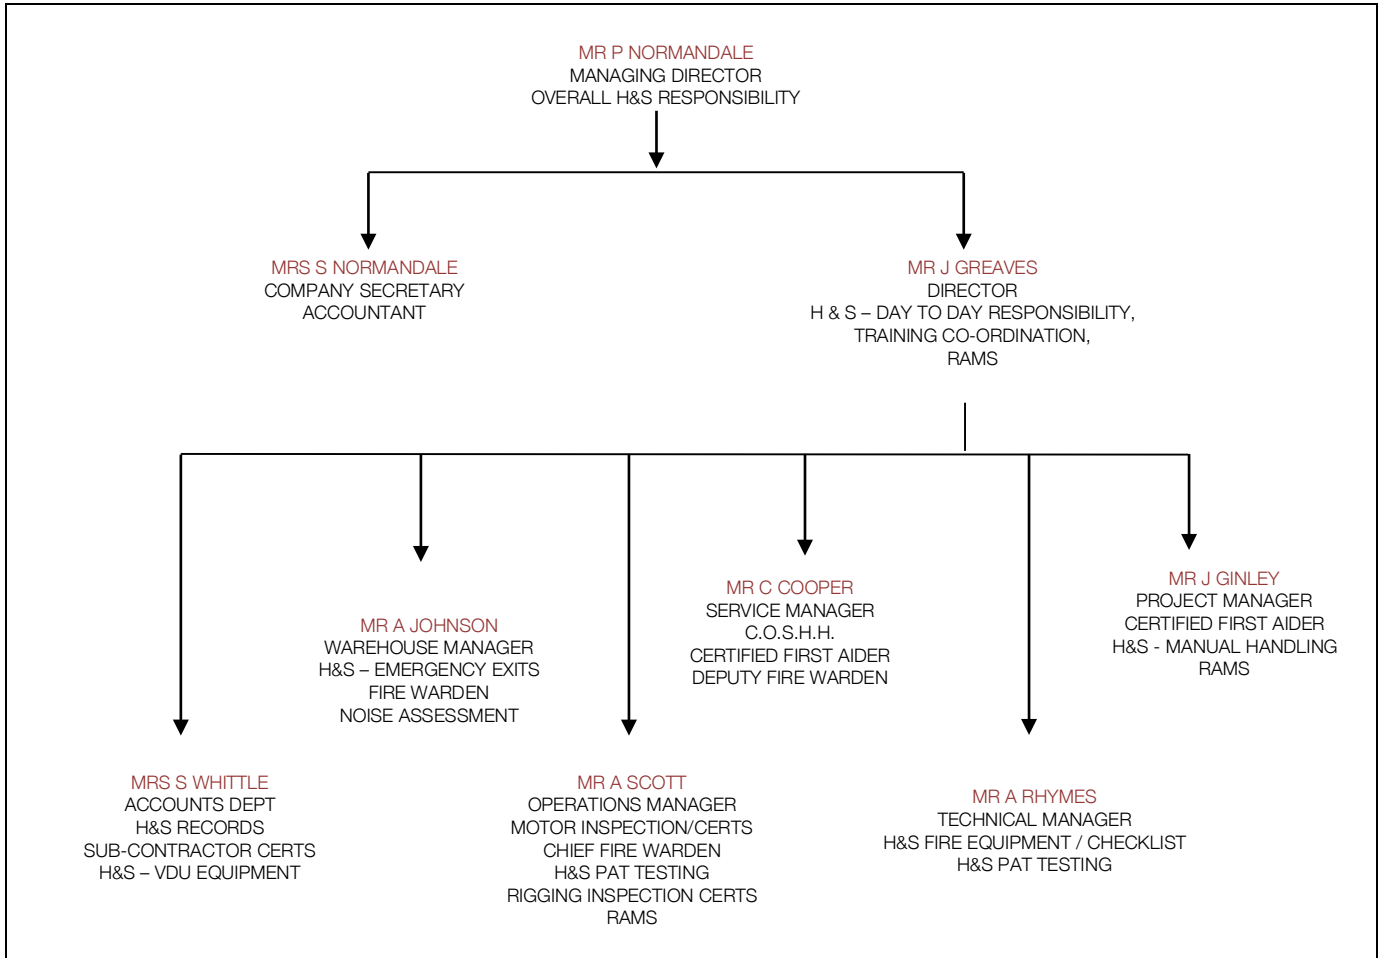 MR P NORMANDALE
MANAGING DIRECTOR
OVERALL H&S RESPONSIBILITY
MRS S NORMANDALE
COMPANY SECRETARY
ACCOUNTANT
MR J GREAVES
DIRECTOR
H & S – DAY TO DAY RESPONSIBILITY,
TRAINING CO-ORDINATION,
RAMS
MRS S WHITTLE
ACCOUNTS DEPT
H&S RECORDS
SUB-CONTRACTOR CERTS
H&S – VDU EQUIPMENT
MR A JOHNSON
WAREHOUSE MANAGER
H&S – EMERGENCY EXITS
FIRE WARDEN
NOISE ASSESSMENT
MR A SCOTT
OPERATIONS MANAGER
MOTOR INSPECTION/CERTS
CHIEF FIRE WARDEN
H&S PAT TESTING
RIGGING INSPECTION CERTS
RAMS
MR C COOPER
SERVICE MANAGER
C.O.S.H.H.
CERTIFIED FIRST AIDER
DEPUTY FIRE WARDEN
MR A RHYMES
TECHNICAL MANAGER
H&S FIRE EQUIPMENT / CHECKLIST
H&S PAT TESTING
MR J GINLEY
PROJECT MANAGER
CERTIFIED FIRST AIDER
H&S - MANUAL HANDLING
RAMS